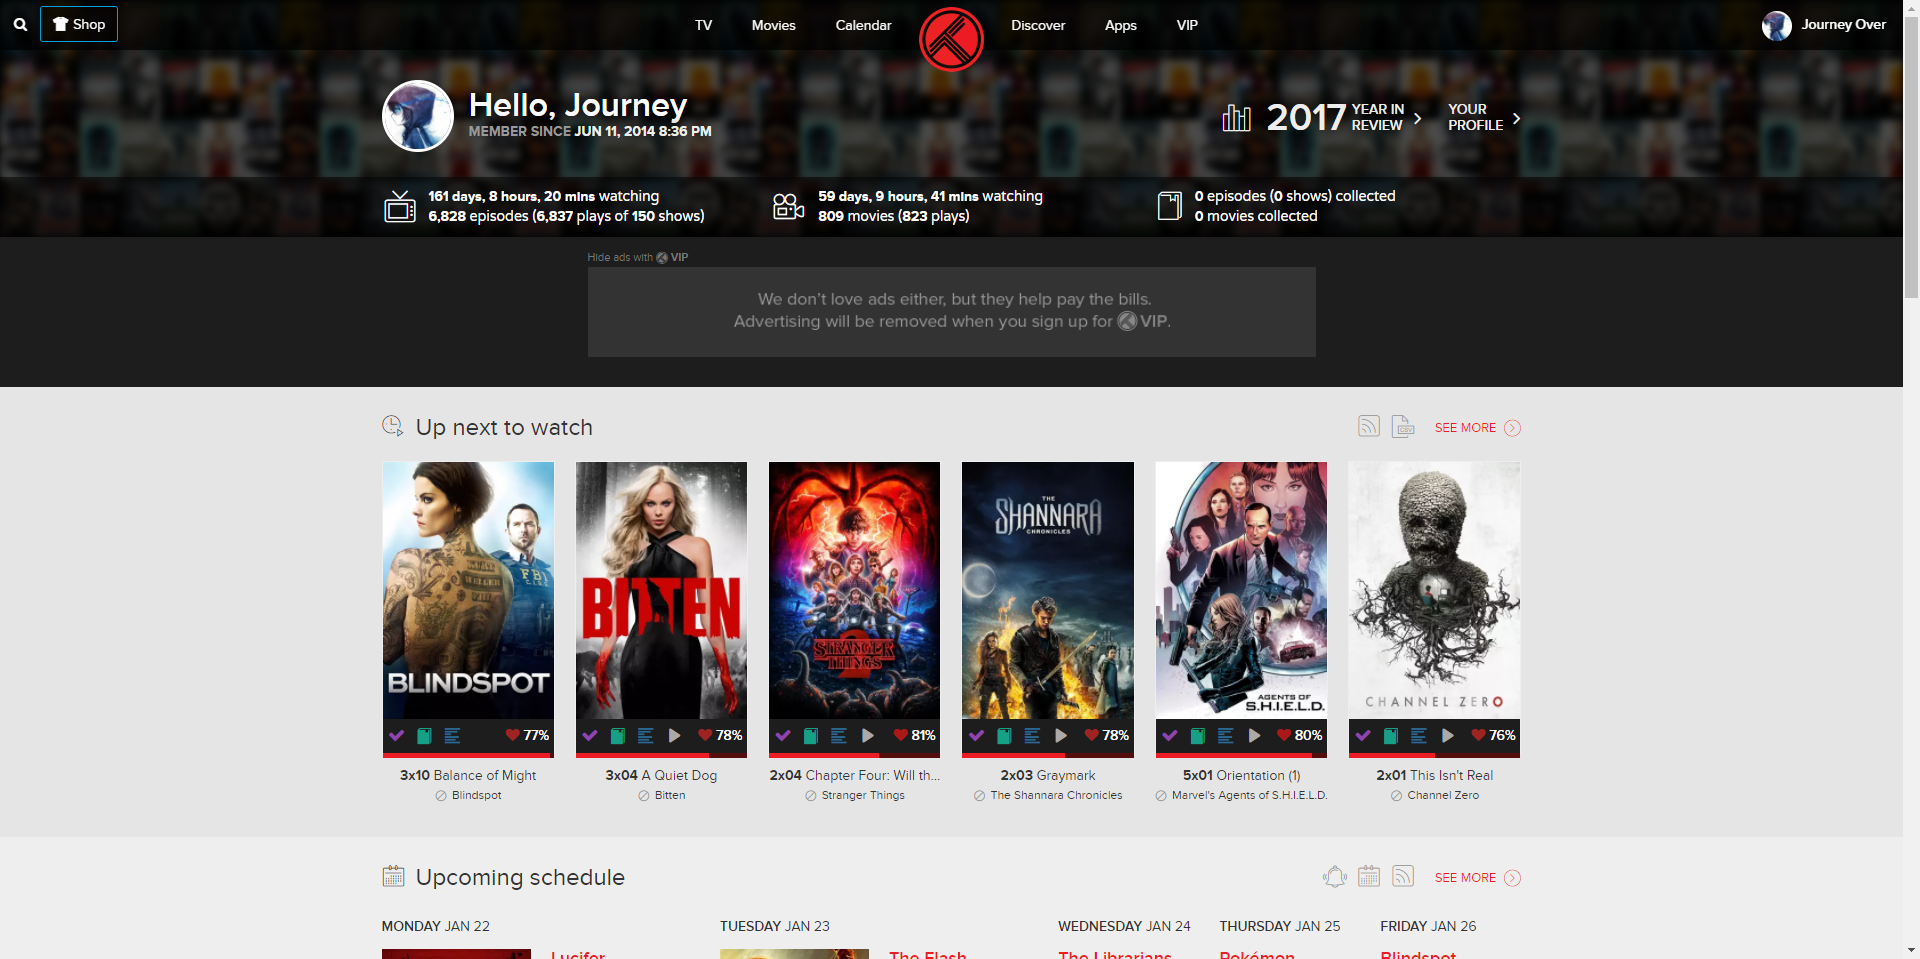 Shop
TV
Movies
Calendar
Discover
Apps
VIP
Journey Over
Hello, Journey
MEMBER SINCE JUN 11, 2014 8:36 PM
2017
YEAR IN
REVIEW
YOUR
PROFILE
161 days, 8 hours, 20 mins watching
6,828 episodes (6,837 plays of 150 shows)
59 days, 9 hours, 41 mins watching
809 movies (823 plays)
0 episodes (0 shows) collected
0 movies collected
Hide ads with VIP
We don't love ads either, but they help pay the bills.
Advertising will be removed when you sign up for VIP.
Up next to watch
CSV
SEE MORE
FBI
BLINDSPOT
BITTEN
STRANGER
THINGS
2
THE
SHANNARA
CHRONICLES
AGENTS OF
S.H.I.E.L.D.
CHANNEL ZERO
77%
78%
81%
78%
80%
76%
3x10 Balance of Might
Blindspot
3x04 A Quiet Dog
Bitten
2x04 Chapter Four: Will th...
Stranger Things
2x03 Graymark
The Shannara Chronicles
5x01 Orientation (1)
Marvel's Agents of S.H.I.E.L.D.
2x01 This Isn't Real
Channel Zero
Upcoming schedule
SEE MORE
MONDAY JAN 22
TUESDAY JAN 23
WEDNESDAY JAN 24
THURSDAY JAN 25
FRIDAY JAN 26
Lucifer
The Flash
The Librarians
Pokémon
Blindspot